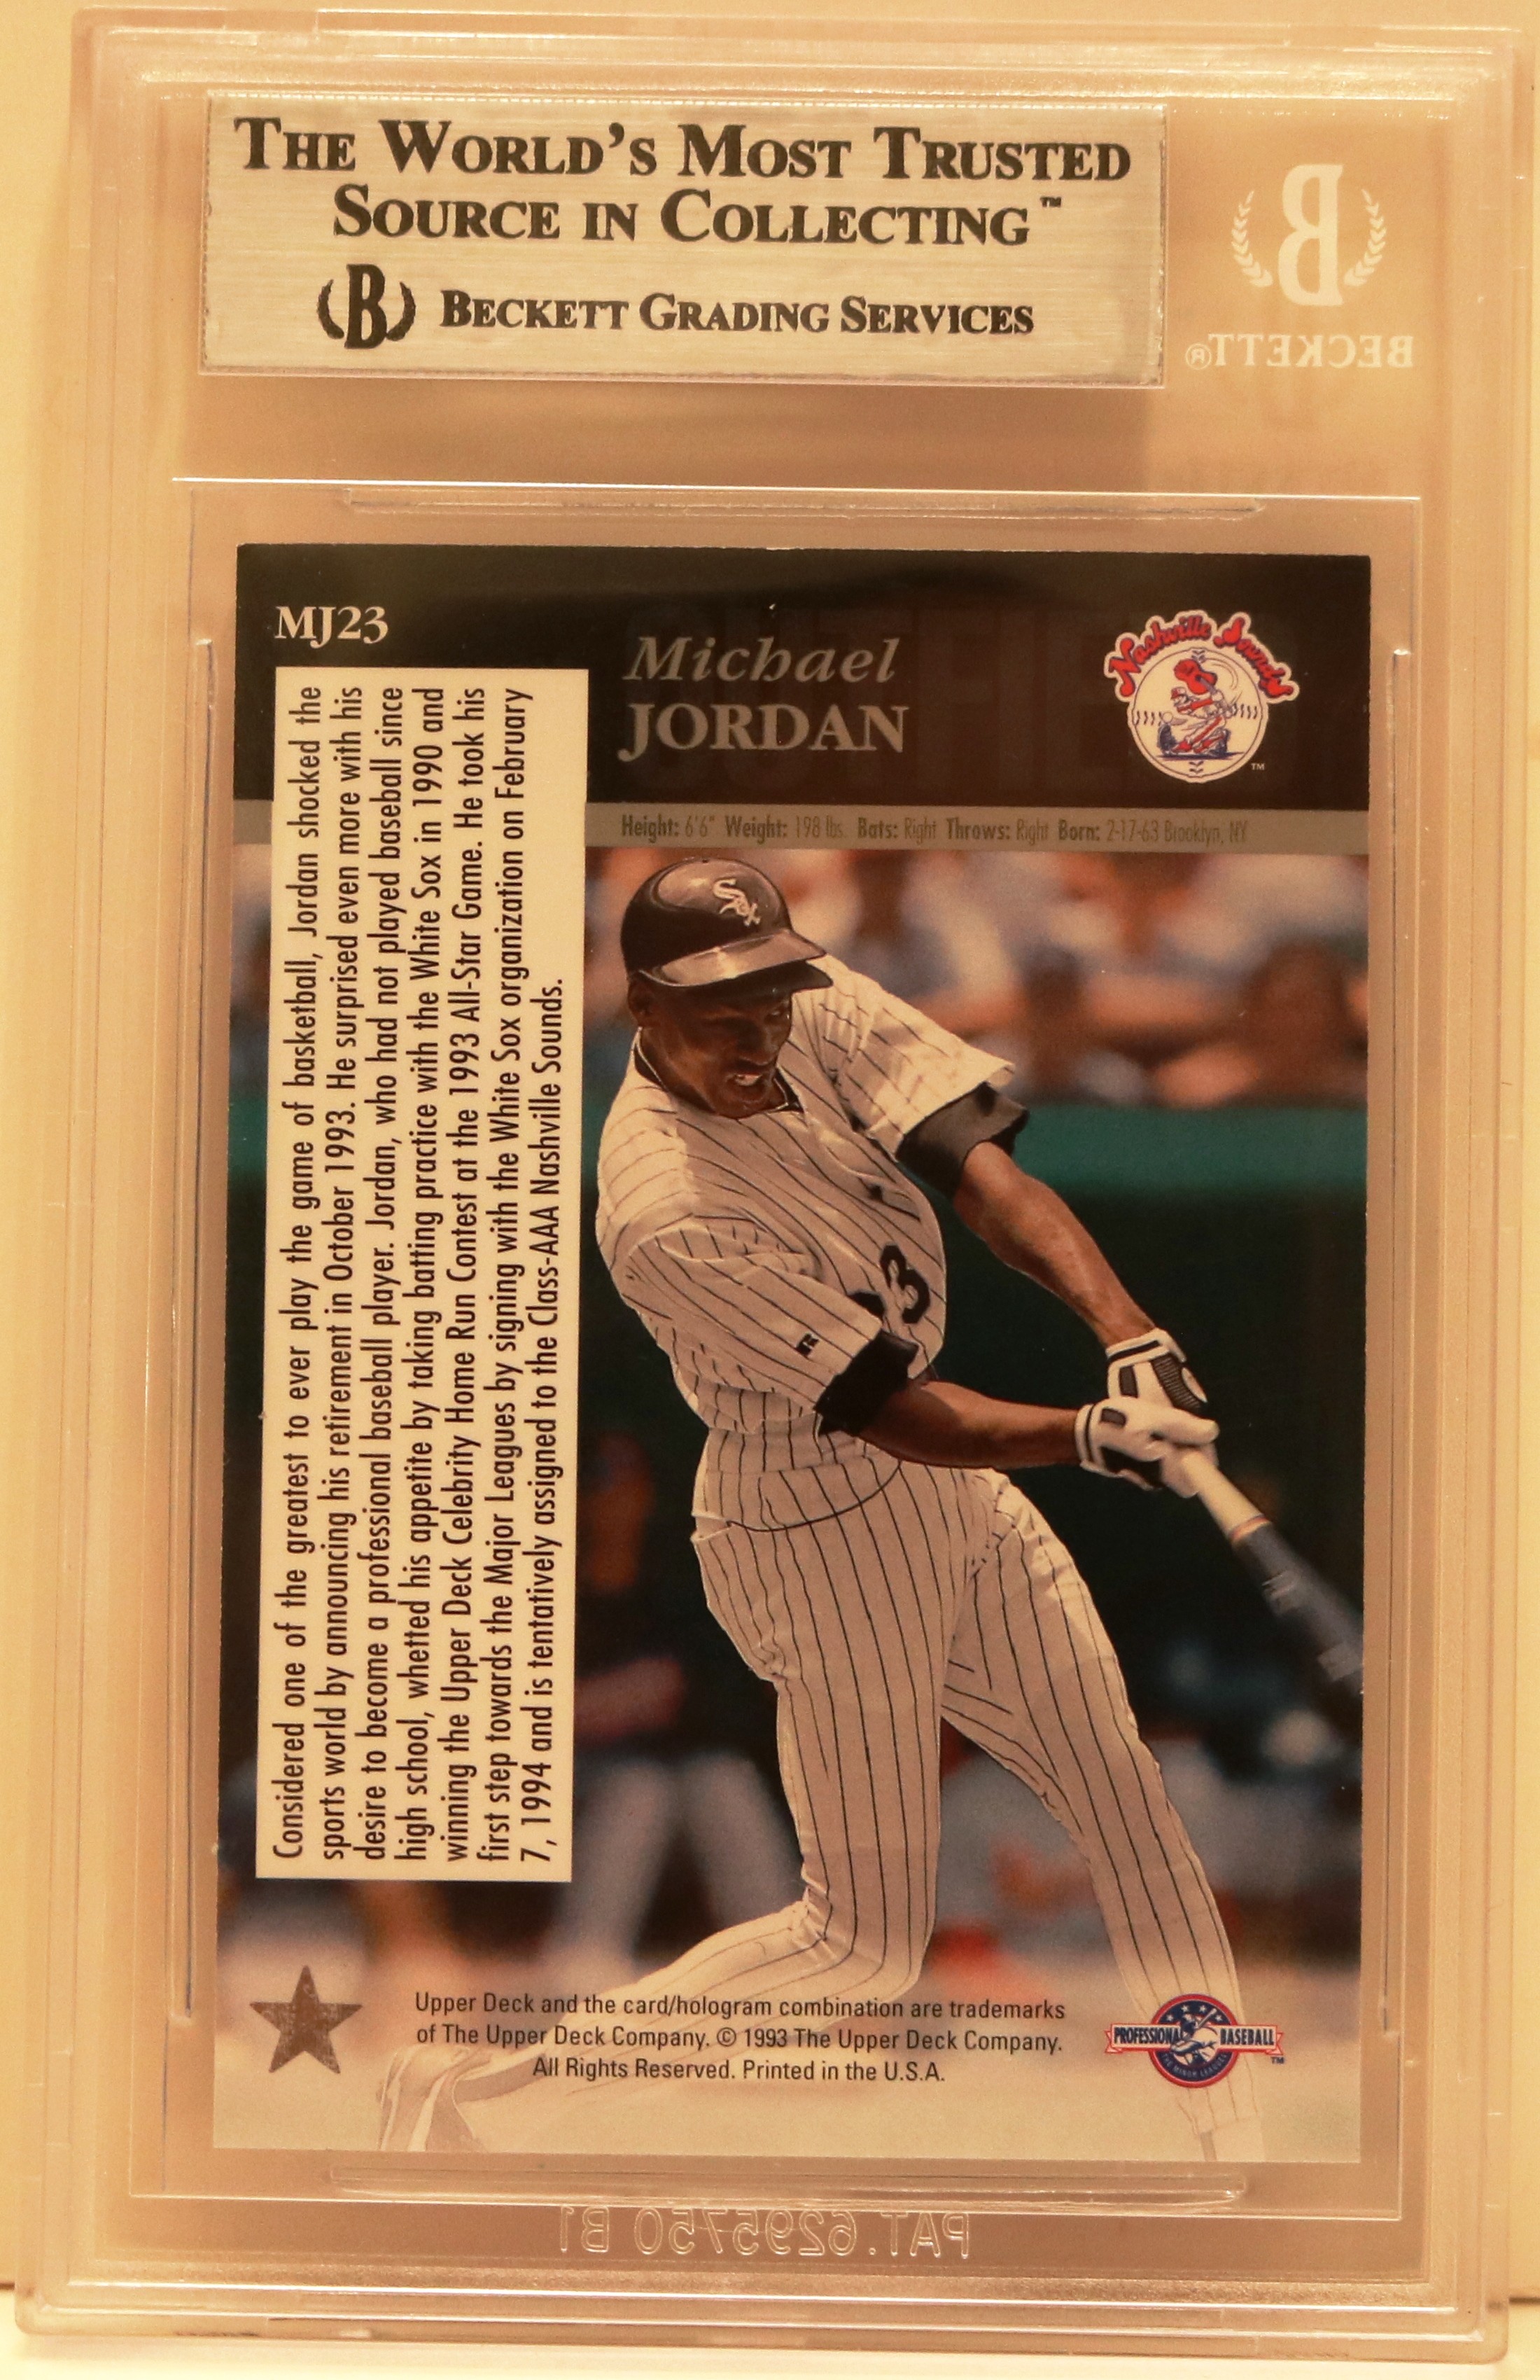 THE WORLD'S MOST TRUSTED
SOURCE IN COLLECTING™
B BECKETT GRADING SERVICES
B
BECKETT®
MJ23
Michael
JORDAN
Nashville Sounds
™
Height: 6'6" Weight: 198 lbs. Bats: Right Throws: Right Born: 2-17-63 Brooklyn, NY
Considered one of the greatest to ever play the game of basketball, Jordan shocked the
sports world by announcing his retirement in October 1993. He surprised even more with his
desire to become a professional baseball player. Jordan, who had not played baseball since
high school, whetted his appetite by taking batting practice with the White Sox in 1990 and
winning the Upper Deck Celebrity Home Run Contest at the 1993 All-Star Game. He took his
first step towards the Major Leagues by signing with the White Sox organization on February
7, 1994 and is tentatively assigned to the Class-AAA Nashville Sounds.
Sox
3
Upper Deck and the card/hologram combination are trademarks
of The Upper Deck Company. © 1993 The Upper Deck Company.
All Rights Reserved. Printed in the U.S.A.
PROFESSIONAL BASEBALL
THE MINOR LEAGUES
™
PAT. 6295750 B1